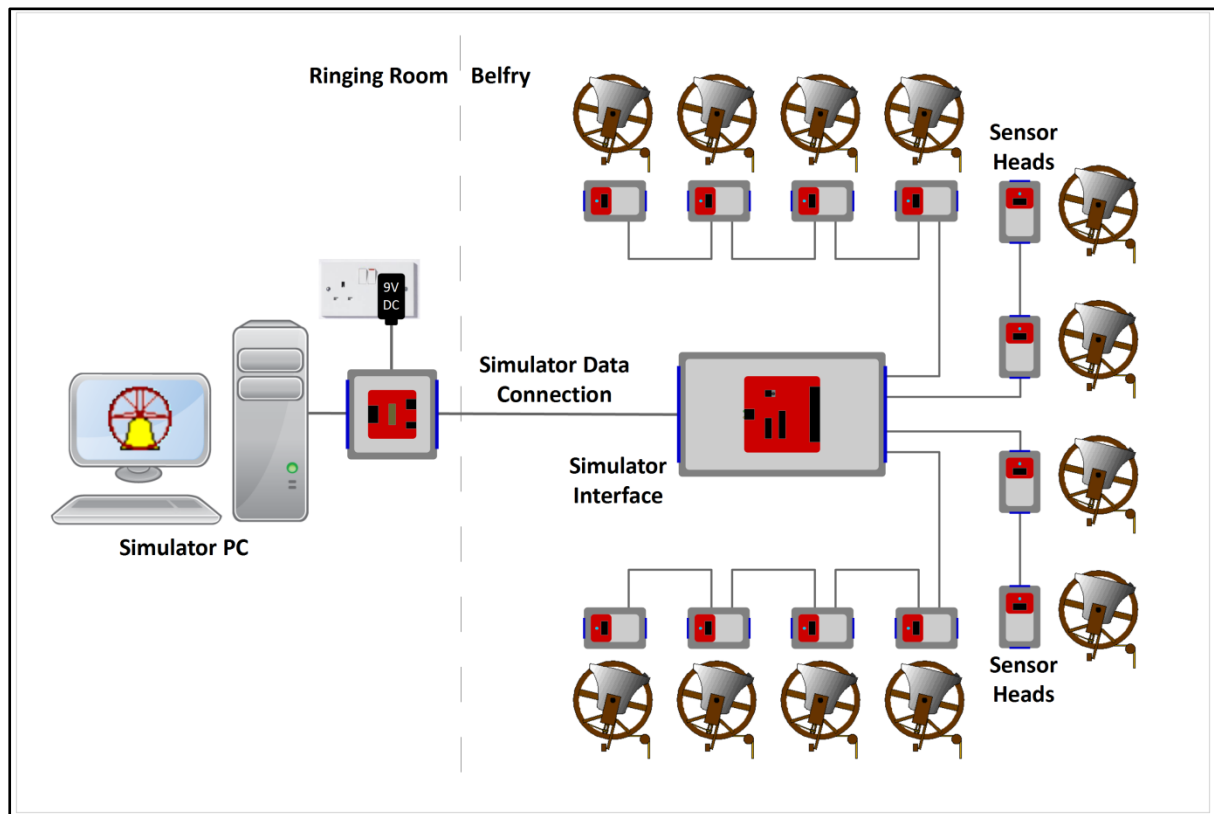 Ringing Room
Belfry
Sensor
Heads
9V
DC
Simulator Data
Connection
Simulator
Interface
Simulator PC
Sensor
Heads